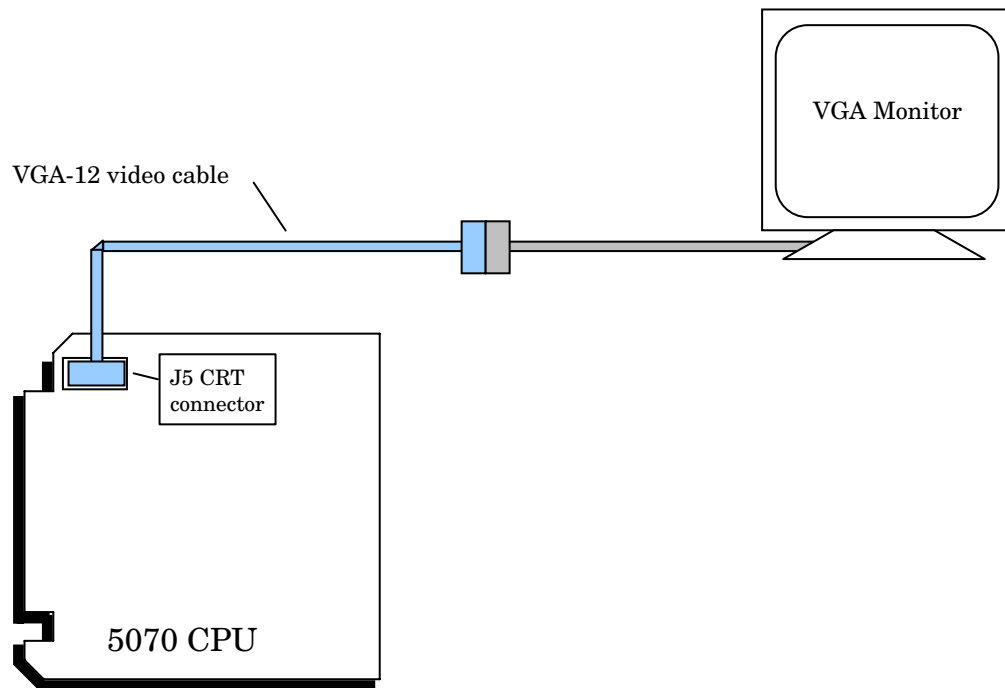 VGA Monitor
VGA-12 video cable
J5 CRT
connector
5070 CPU